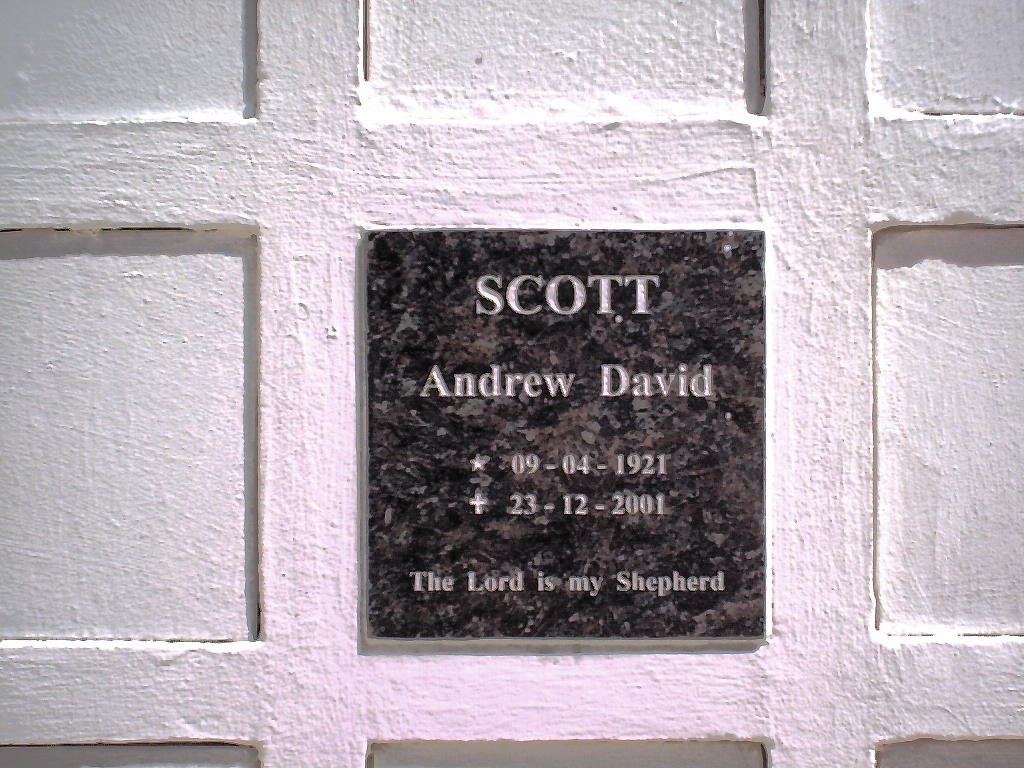 SCOTT
Andrew David
★ 09 - 04 - 1921
✝ 23 - 12 - 2001
The Lord is my Shepherd